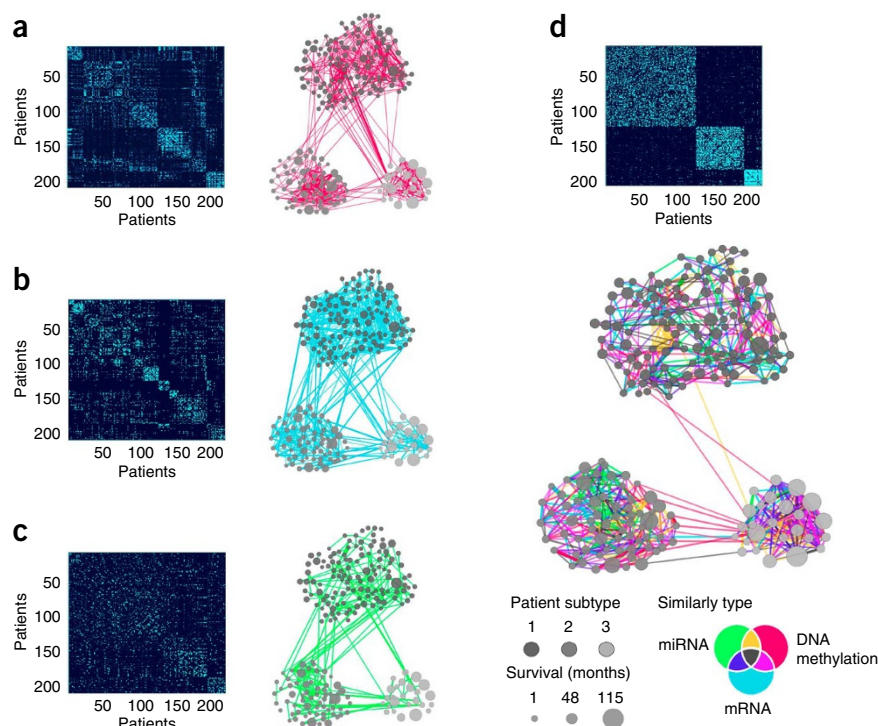 a
Patients
50
100
150
200
50 100 150 200
Patients
b
Patients
50
100
150
200
50 100 150 200
Patients
c
Patients
50
100
150
200
50 100 150 200
Patients
d
Patients
50
100
150
200
50 100 150 200
Patients
Patient subtype
1 2 3
Survival (months)
1 48 115
Similarly type
miRNA
DNA
methylation
mRNA